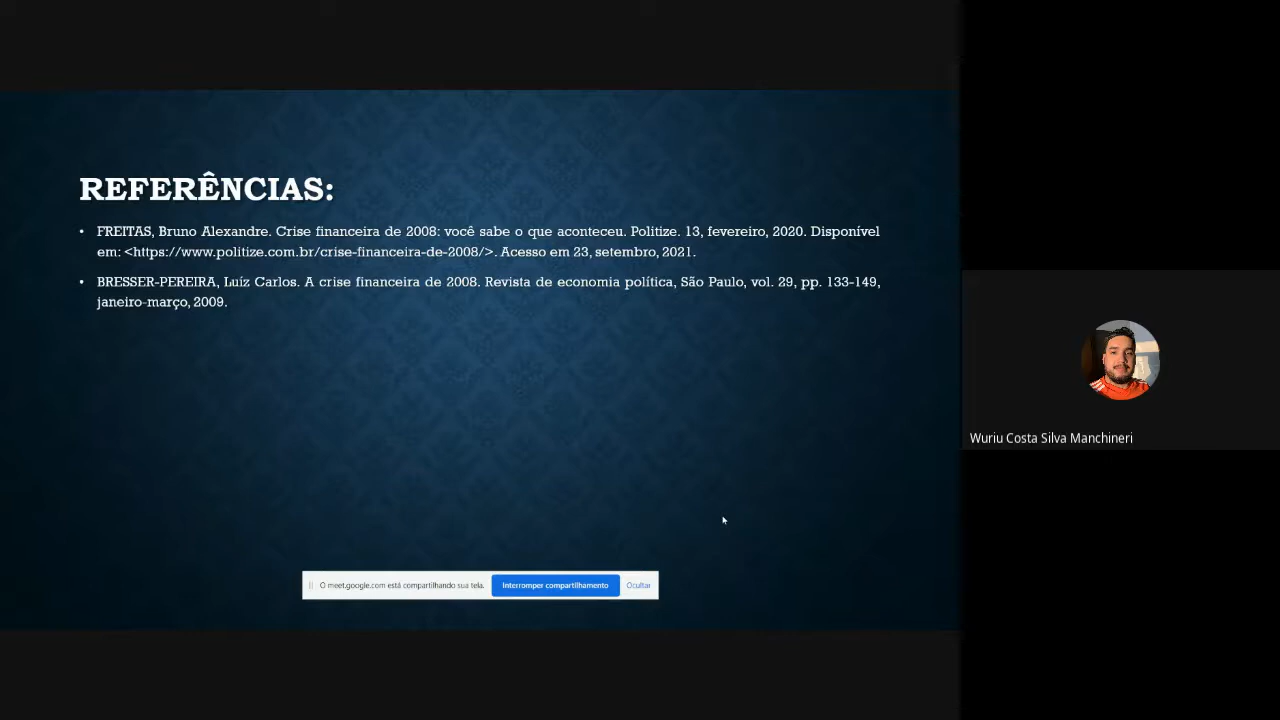 REFERÊNCIAS:
• FREITAS, Bruno Alexandre. Crise financeira de 2008: você sabe o que aconteceu. Politize. 13, fevereiro, 2020. Disponível
em: <https://www.politize.com.br/crise-financeira-de-2008/>. Acesso em 23, setembro, 2021.
• BRESSER-PEREIRA, Luíz Carlos. A crise financeira de 2008. Revista de economia política, São Paulo, vol. 29, pp. 133-149,
janeiro-março, 2009.
Wuriu Costa Silva Manchineri
O meet.google.com está compartilhando sua tela. Interromper compartilhamento Ocultar